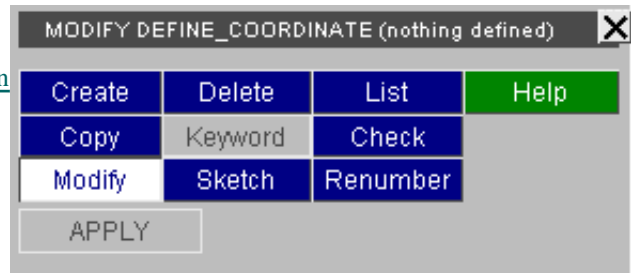 MODIFY DEFINE_COORDINATE (nothing defined) X
m
Create Delete List Help
Copy Keyword Check
Modify Sketch Renumber
APPLY